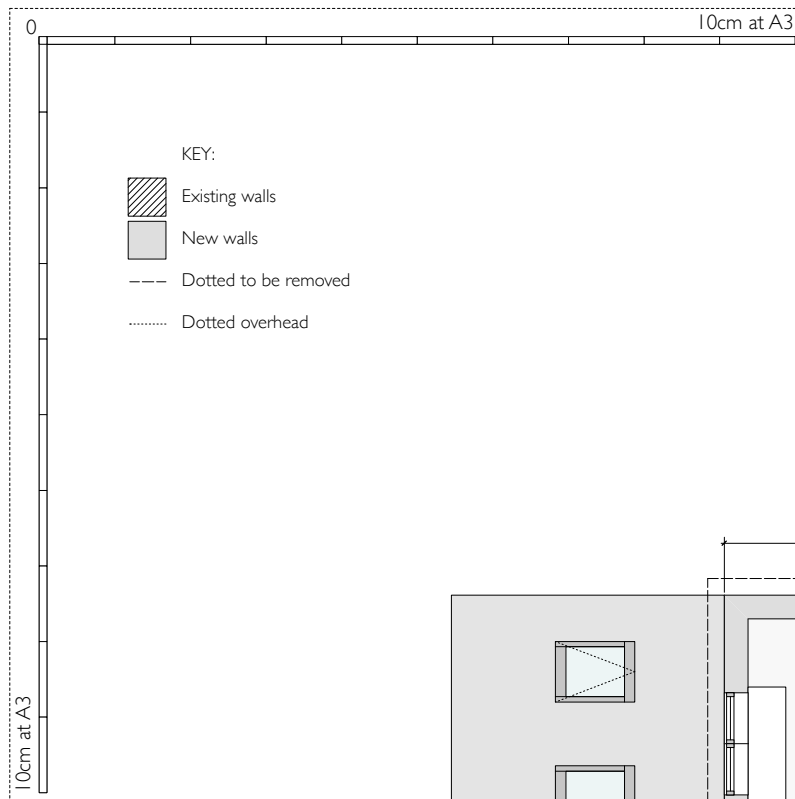 0
10cm at A3
KEY:
Existing walls
New walls
Dotted to be removed
Dotted overhead
10cm at A3